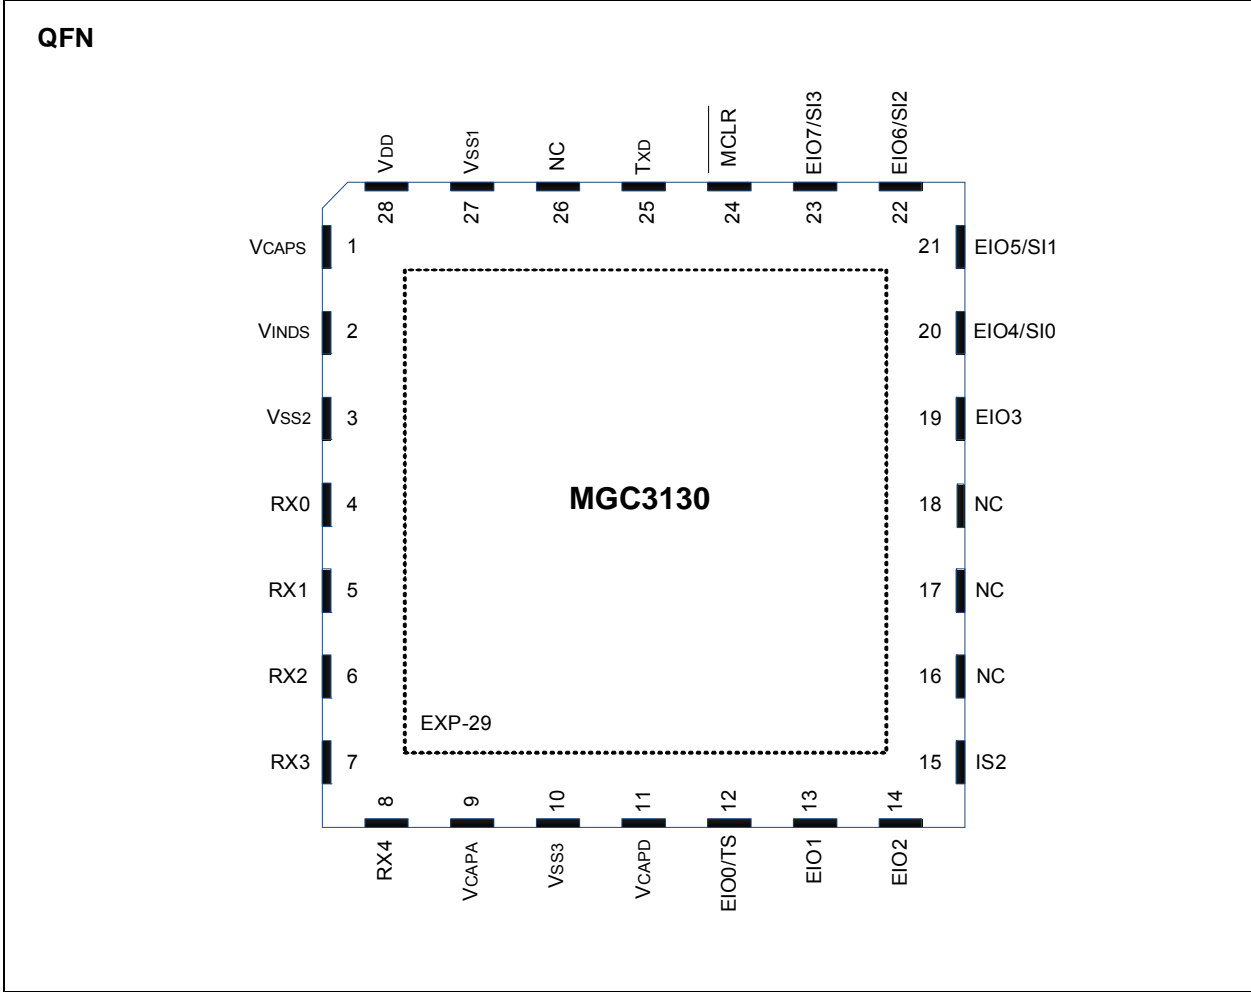 QFN
VDD
VSS1
NC
TXD
MCLR
EIO7/SI3
EIO6/SI2
28
27
26
25
24
23
22
VCAPS 1
21 EIO5/SI1
VINDS 2
20 EIO4/SI0
VSS2 3
19 EIO3
RX0 4
MGC3130
18 NC
RX1 5
17 NC
RX2 6
16 NC
EXP-29
RX3 7
15 IS2
8
9
10
11
12
13
14
RX4
VCAPA
VSS3
VCAPD
EIO0/TS
EIO1
EIO2